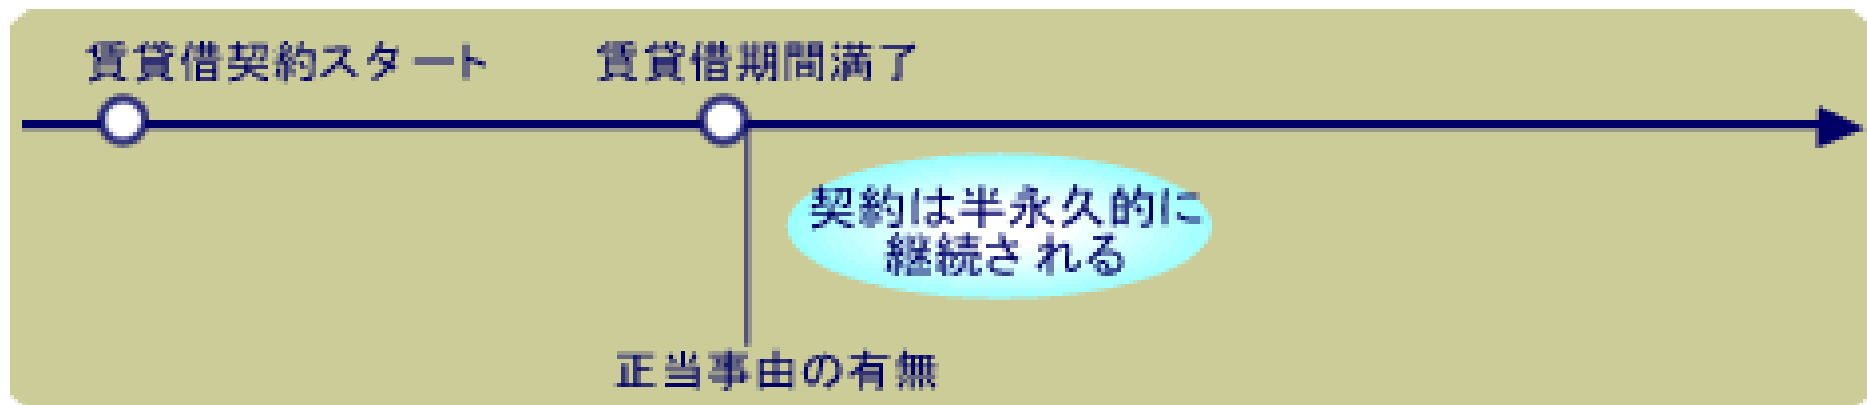 賃貸借契約スタート
賃貸借期間満了
契約は半永久的に
継続される
正当事由の有無